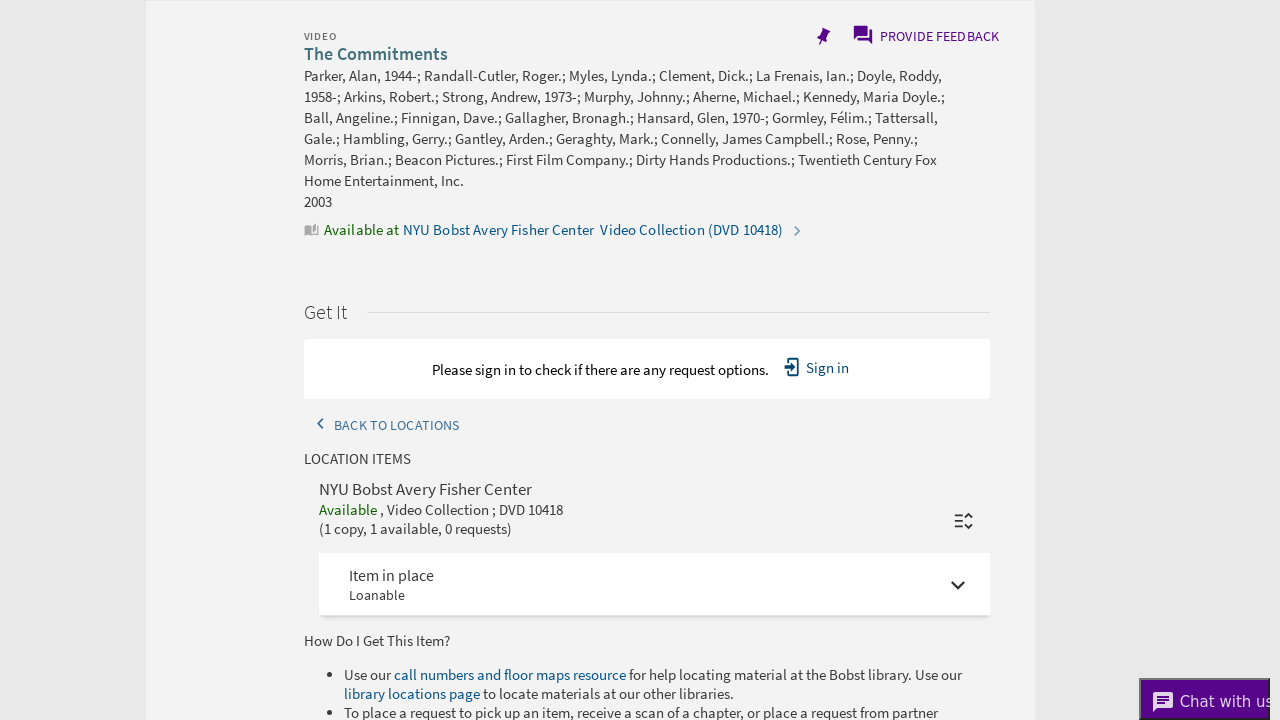 VIDEO
PROVIDE FEEDBACK
The Commitments
Parker, Alan, 1944-; Randall-Cutler, Roger.; Myles, Lynda.; Clement, Dick.; La Frenais, Ian.; Doyle, Roddy,
1958-; Arkins, Robert.; Strong, Andrew, 1973-; Murphy, Johnny.; Aherne, Michael.; Kennedy, Maria Doyle.;
Ball, Angeline.; Finnigan, Dave.; Gallagher, Bronagh.; Hansard, Glen, 1970-; Gormley, Félim.; Tattersall,
Gale.; Hambling, Gerry.; Gantley, Arden.; Geraghty, Mark.; Connelly, James Campbell.; Rose, Penny.;
Morris, Brian.; Beacon Pictures.; First Film Company.; Dirty Hands Productions.; Twentieth Century Fox
Home Entertainment, Inc.
2003
Available at NYU Bobst Avery Fisher Center Video Collection (DVD 10418)
Get It
Please sign in to check if there are any request options. Sign in
BACK TO LOCATIONS
LOCATION ITEMS
NYU Bobst Avery Fisher Center
Available , Video Collection ; DVD 10418
(1 copy, 1 available, 0 requests)
Item in place
Loanable
How Do I Get This Item?
Use our call numbers and floor maps resource for help locating material at the Bobst library. Use our
library locations page to locate materials at our other libraries.
To place a request to pick up an item, receive a scan of a chapter, or place a request from partner
Chat with us